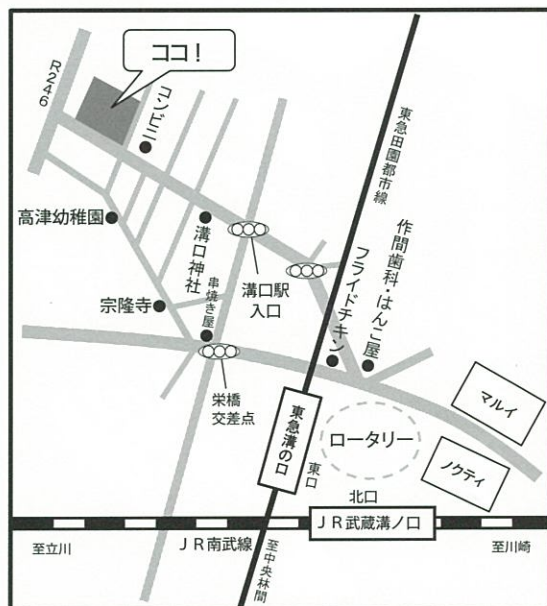 ココ！
R246
コンビニ
東急田園都市線
高津幼稚園
溝口神社
溝口駅
入口
作間歯科・はんこ屋
フライドチキン
宗隆寺
串焼き屋
栄橋
交差点
東急溝の口
東口
ロータリー
マルイ
ノクティ
北口
JR武蔵溝ノ口
至立川
JR南武線
至中央林間
至川崎